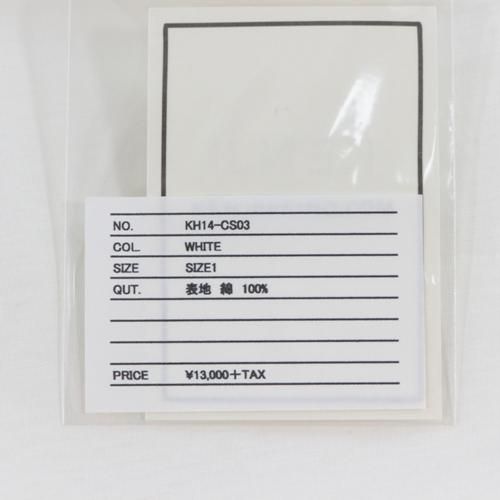 NO. KH14-CS03
COL. WHITE
SIZE SIZE1
QUT. 表地 綿 100%
PRICE ¥13,000+TAX